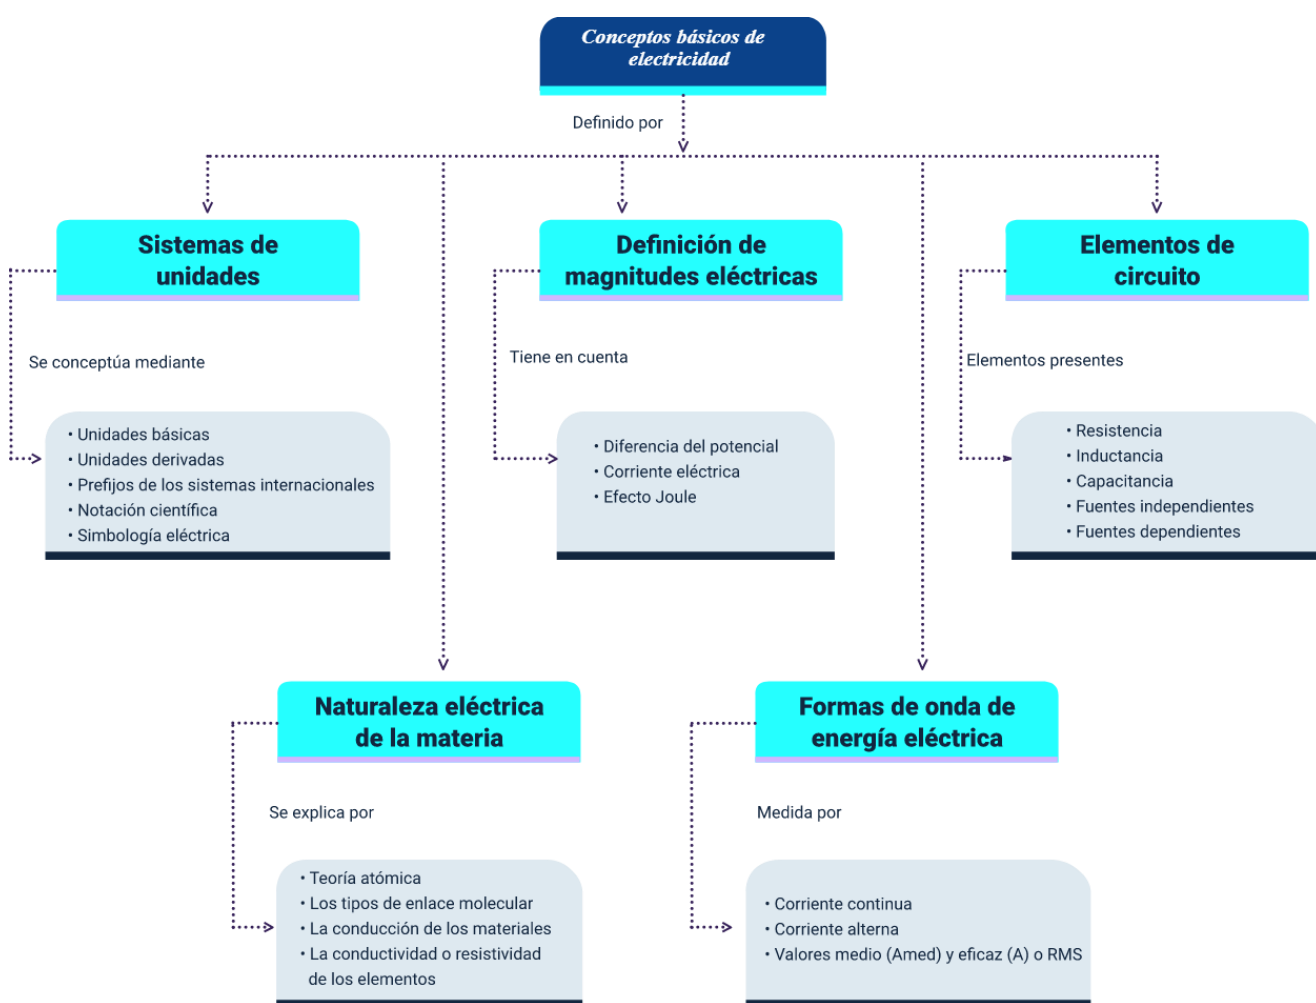 Conceptos básicos de
electricidad
Definido por
Sistemas de
unidades
Se conceptúa mediante
• Unidades básicas
• Unidades derivadas
• Prefijos de los sistemas internacionales
• Notación científica
• Simbología eléctrica
Definición de
magnitudes eléctricas
Tiene en cuenta
• Diferencia del potencial
• Corriente eléctrica
• Efecto Joule
Elementos de
circuito
Elementos presentes
• Resistencia
• Inductancia
• Capacitancia
• Fuentes independientes
• Fuentes dependientes
Naturaleza eléctrica
de la materia
Se explica por
• Teoría atómica
• Los tipos de enlace molecular
• La conducción de los materiales
• La conductividad o resistividad
de los elementos
Formas de onda de
energía eléctrica
Medida por
• Corriente continua
• Corriente alterna
• Valores medio (Amed) y eficaz (A) o RMS